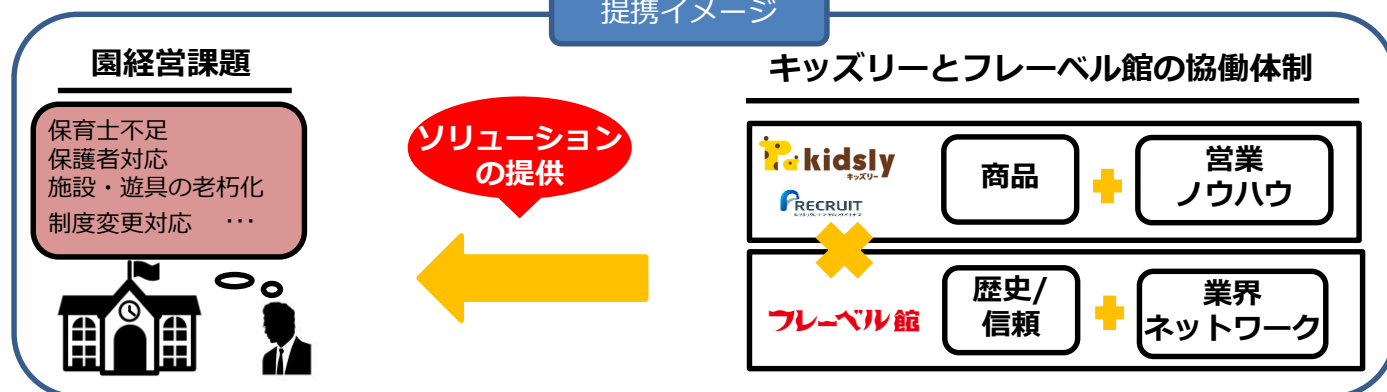 提携イメージ
園経営課題
保育士不足
保護者対応
施設・遊具の老朽化
制度変更対応 …
ソリューション
の提供
キッズリーとフレーベル館の協働体制
kidsly
キッズリー
RECRUIT
商品
営業
ノウハウ
フレーベル館
歴史/
信頼
業界
ネットワーク